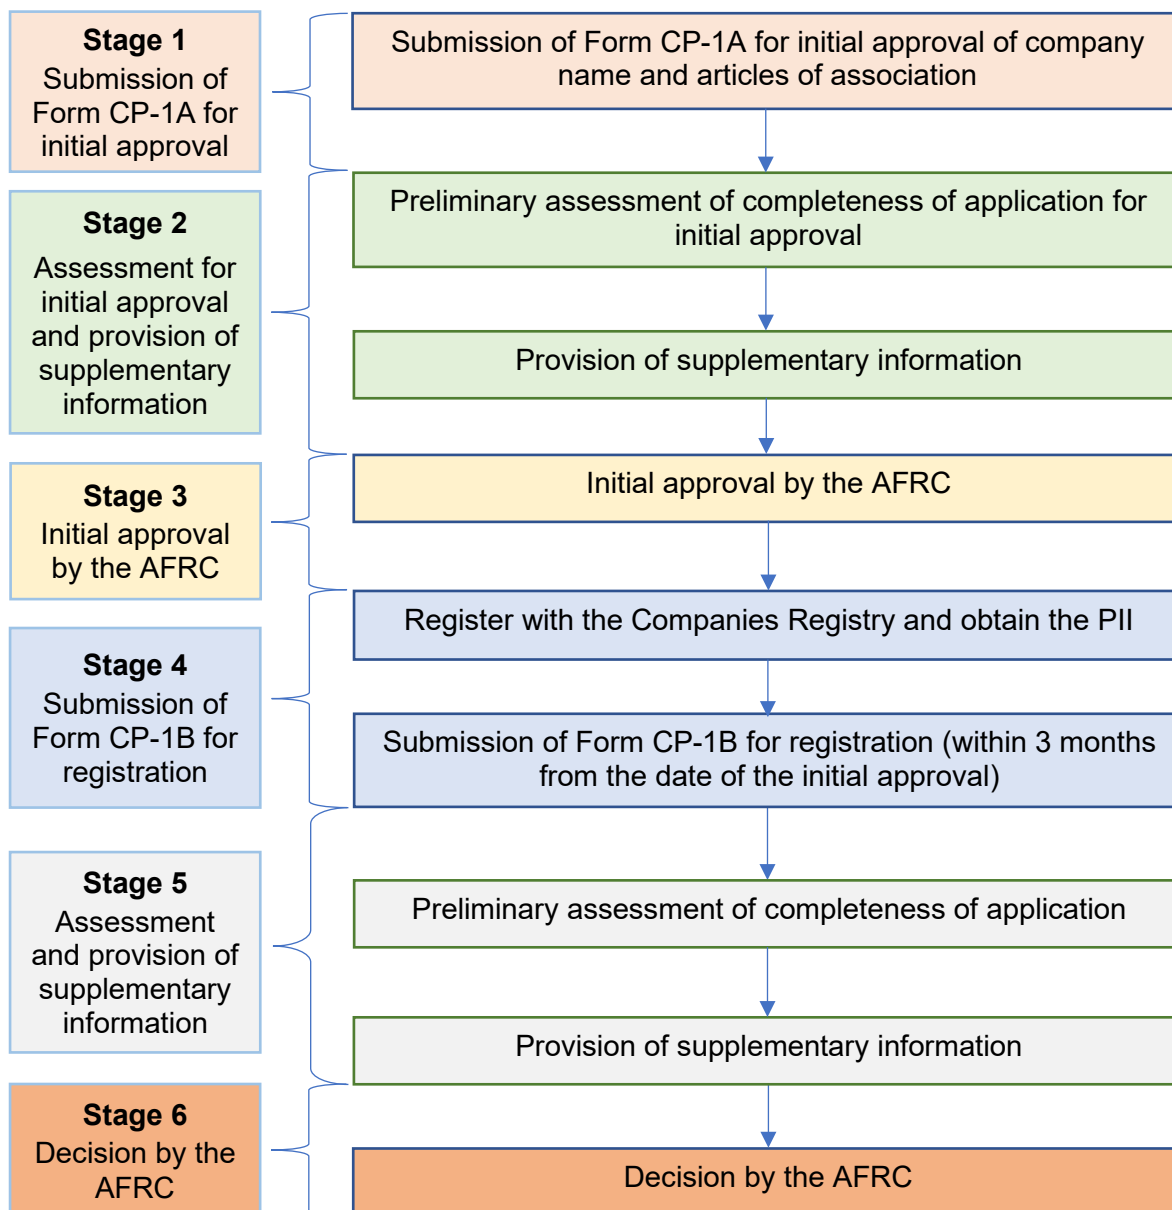 Stage 1
Submission of
Form CP-1A for
initial approval
Submission of Form CP-1A for initial approval of company
name and articles of association
Stage 2
Assessment for
initial approval
and provision of
supplementary
information
Preliminary assessment of completeness of application for
initial approval
Provision of supplementary information
Stage 3
Initial approval
by the AFRC
Initial approval by the AFRC
Stage 4
Submission of
Form CP-1B for
registration
Register with the Companies Registry and obtain the PII
Submission of Form CP-1B for registration (within 3 months
from the date of the initial approval)
Stage 5
Assessment
and provision of
supplementary
information
Preliminary assessment of completeness of application
Provision of supplementary information
Stage 6
Decision by the
AFRC
Decision by the AFRC